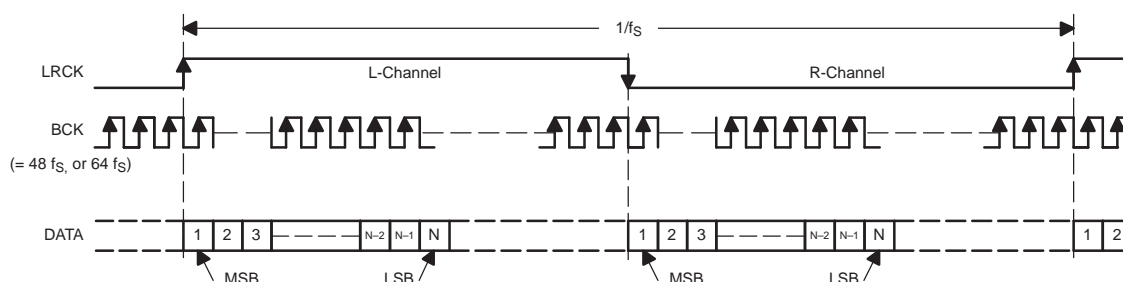 1/fS
LRCK
L-Channel
R-Channel
BCK
(= 48 fS, or 64 fS)
DATA
1 2 3 N–2 N–1 N 1 2 3 N–2 N–1 N 1 2
MSB LSB MSB LSB